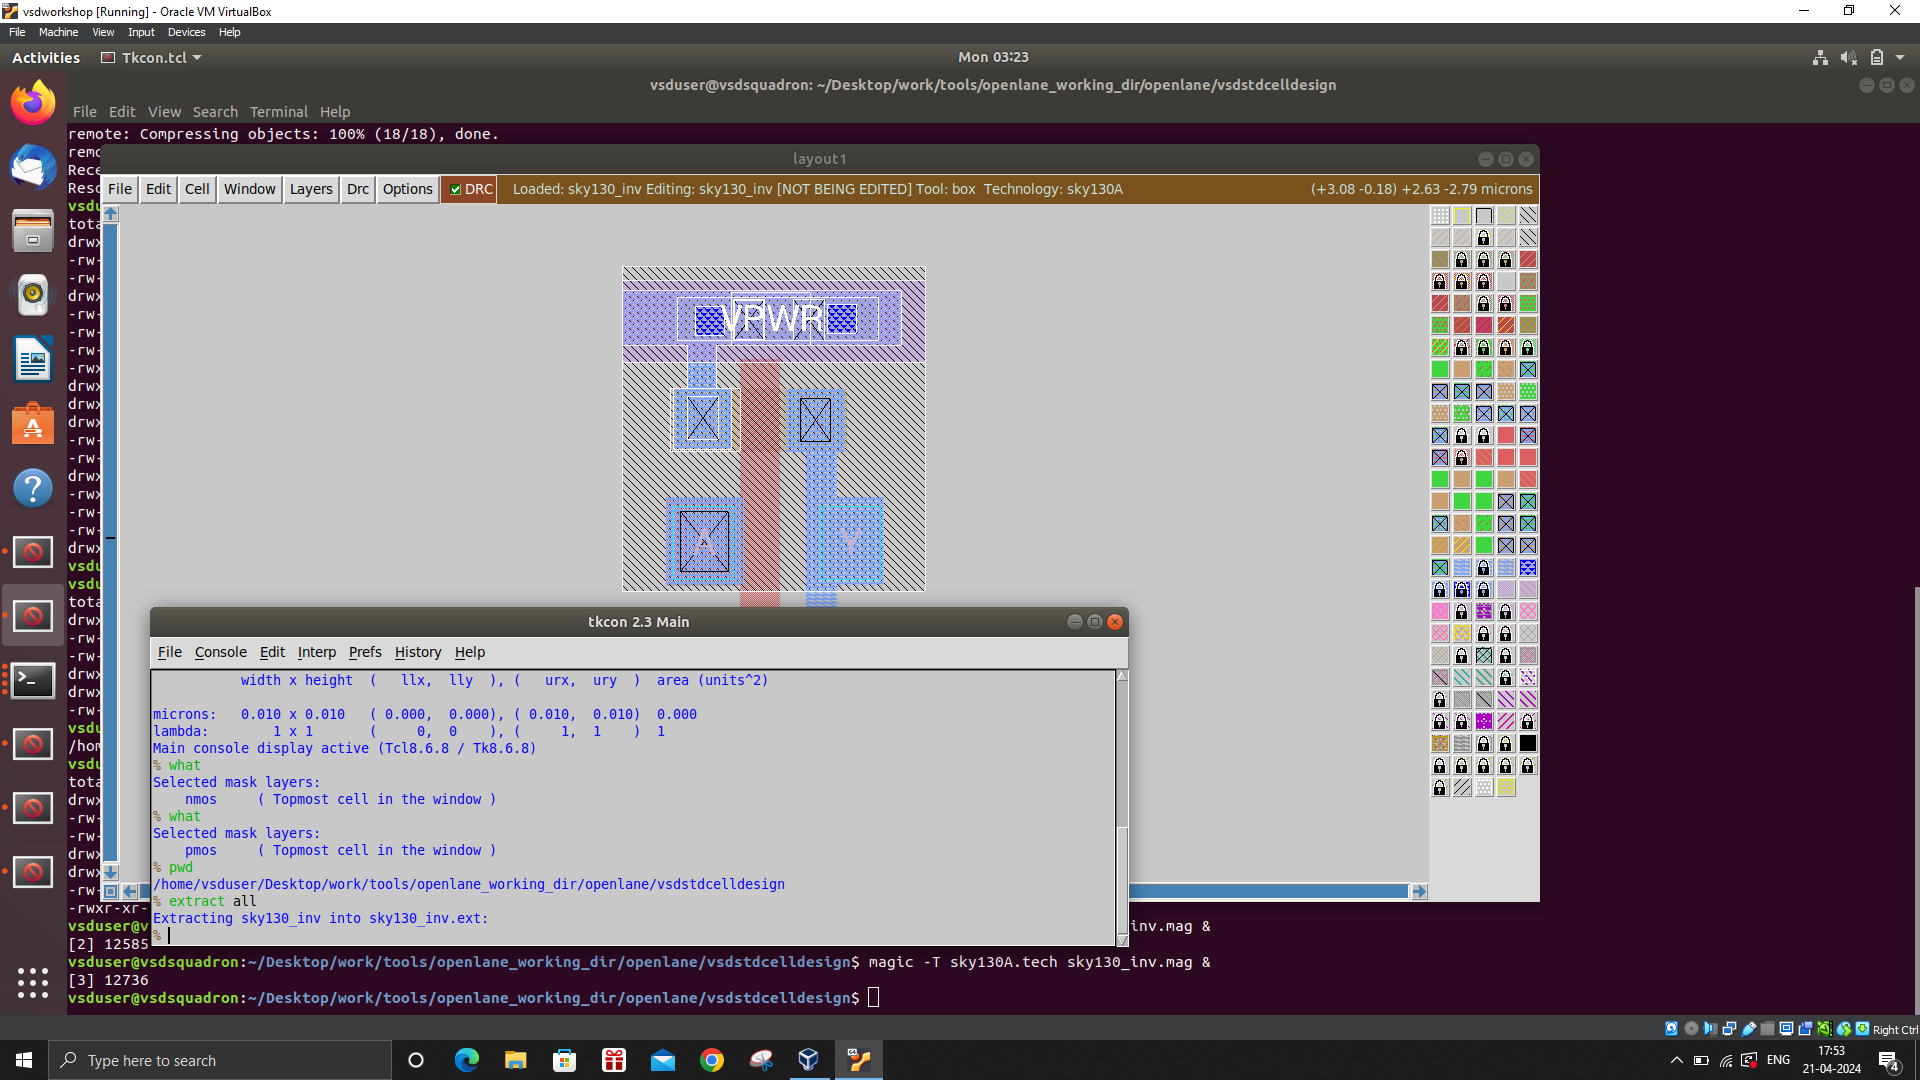 vsdworkshop [Running] - Oracle VM VirtualBox
File Machine View Input Devices Help
Activities Tkcon.tcl Mon 03:23
vsduser@vsdsquadron: ~/Desktop/work/tools/openlane_working_dir/openlane/vsdstdcelldesign
File Edit View Search Terminal Help
remote: Compressing objects: 100% (18/18), done.
remo
Rece
Reso
vsdu
tota
drwx
-rw-
-rw-
drwx
-rw-
-rw-
-rw-
-rw-
drwx
drwx
-rw-
-rw-
drwx
-rw-
-rw-
-rw-
drwx
vsdu
vsdu
tota
drwx
-rw-
-rw-
drwx
-rw-
-rw-
vsdu
/hom
vsdu
tota
drwx
-rw-
-rw-
drwx
-rw-
drwx
-rw-
-rwxr-xr-
layout1
File Edit Cell Window Layers Drc Options DRC Loaded: sky130_inv Editing: sky130_inv [NOT BEING EDITED] Tool: box Technology: sky130A (+3.08 -0.18) +2.63 -2.79 microns
VPWR
A
Y
tkcon 2.3 Main
File Console Edit Interp Prefs History Help
width x height ( llx, lly ), ( urx, ury ) area (units^2)
microns: 0.010 x 0.010 ( 0.000, 0.000), ( 0.010, 0.010) 0.000
lambda: 1 x 1 ( 0, 0 ), ( 1, 1 ) 1
Main console display active (Tcl8.6.8 / Tk8.6.8)
% what
Selected mask layers:
nmos ( Topmost cell in the window )
% what
Selected mask layers:
pmos ( Topmost cell in the window )
% pwd
/home/vsduser/Desktop/work/tools/openlane_working_dir/openlane/vsdstdcelldesign
% extract all
Extracting sky130_inv into sky130_inv.ext:
%
vsduser@v inv.mag &
[2] 12585
vsduser@vsdsquadron:~/Desktop/work/tools/openlane_working_dir/openlane/vsdstdcelldesign$ magic -T sky130A.tech sky130_inv.mag &
[3] 12736
vsduser@vsdsquadron:~/Desktop/work/tools/openlane_working_dir/openlane/vsdstdcelldesign$
Right Ctrl
Type here to search
ENG
17:53
21-04-2024
4